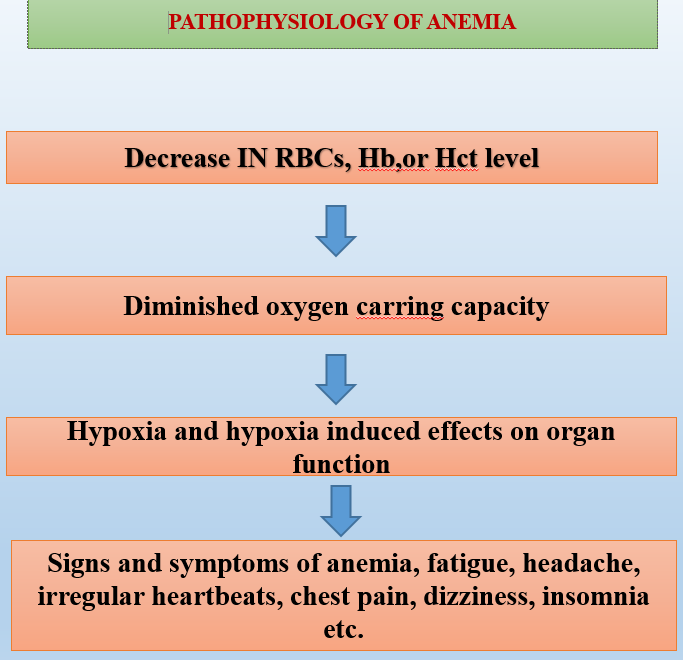 PATHOPHYSIOLOGY OF ANEMIA
Decrease IN RBCs, Hb,or Hct level
Diminished oxygen carring capacity
Hypoxia and hypoxia induced effects on organ
function
Signs and symptoms of anemia, fatigue, headache,
irregular heartbeats, chest pain, dizziness, insomnia
etc.